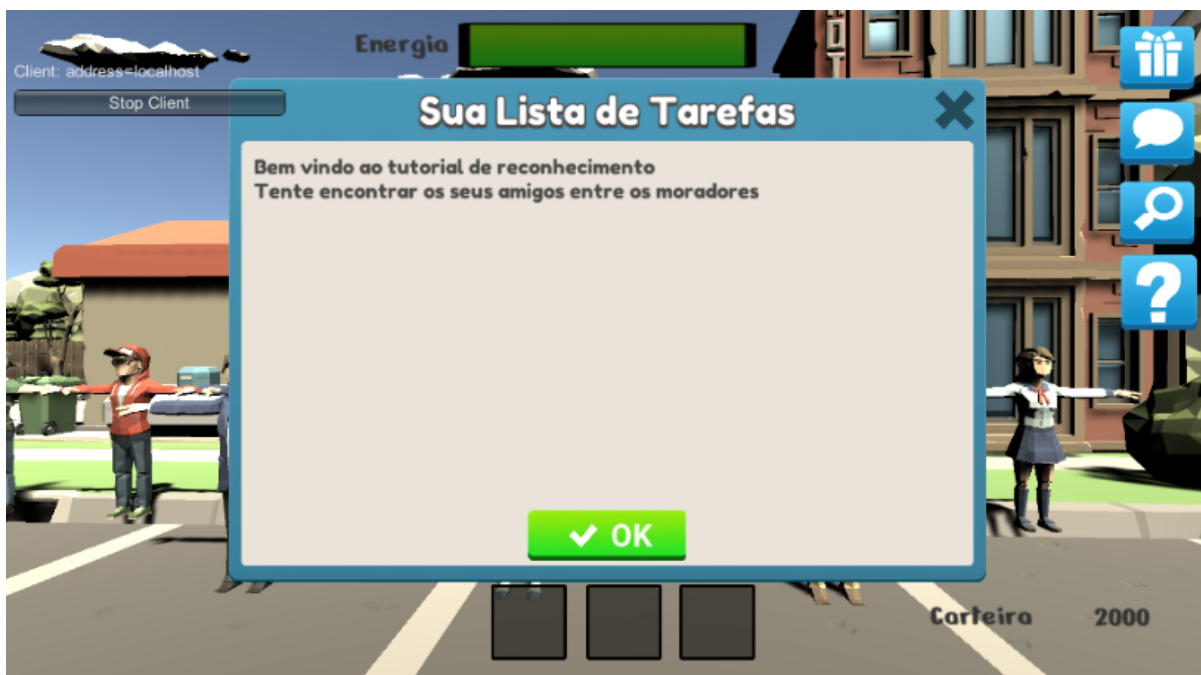 Energia
Client: address=localhost
Stop Client
Sua Lista de Tarefas
Bem vindo ao tutorial de reconhecimento
Tente encontrar os seus amigos entre os moradores
OK
Carteira 2000